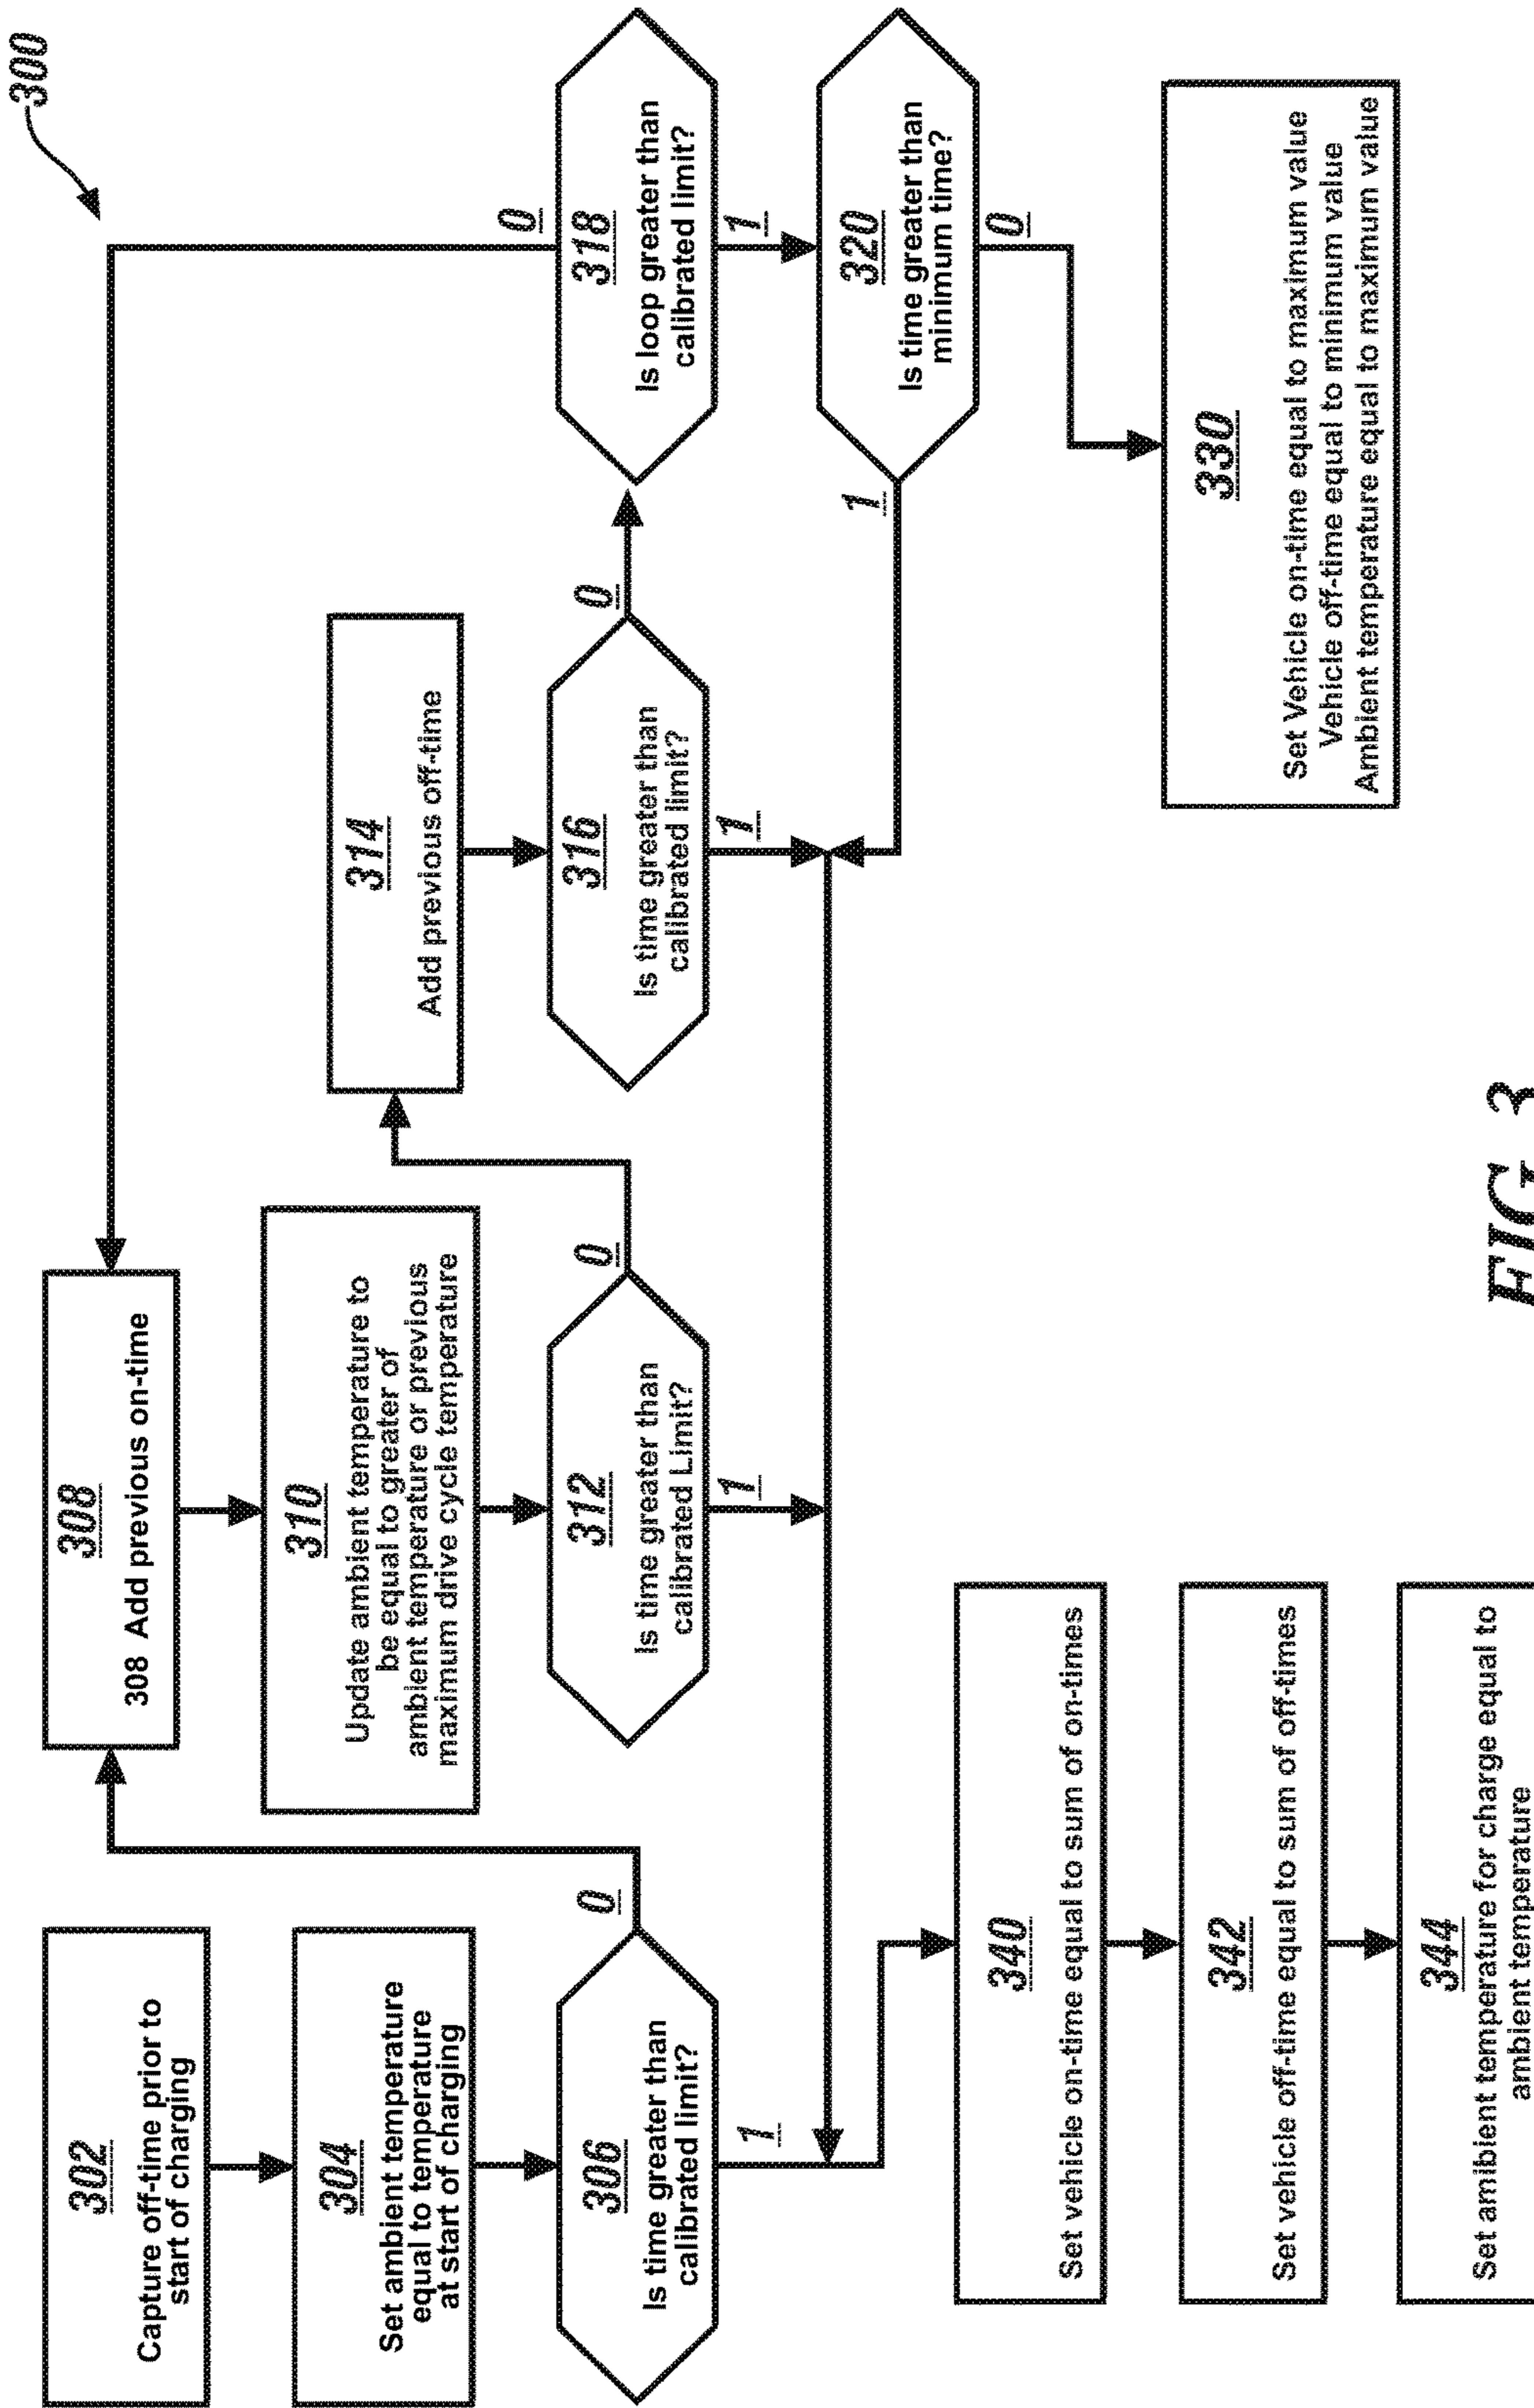 300
302
Capture off-time prior to
start of charging
304
Set ambient temperature
equal to temperature
at start of charging
306
Is time greater than
calibrated limit?
0
1
308
308 Add previous on-time
310
Update ambient temperature to
be equal to greater of
ambient temperature or previous
maximum drive cycle temperature
312
Is time greater than
calibrated Limit?
0
1
314
Add previous off-time
316
Is time greater than
calibrated limit?
0
1
318
Is loop greater than
calibrated limit?
0
1
320
Is time greater than
minimum time?
1
0
330
Set Vehicle on-time equal to maximum value
Vehicle off-time equal to minimum value
Ambient temperature equal to maximum value
340
Set vehicle on-time equal to sum of on-times
342
Set vehicle off-time equal to sum of off-times
344
Set amibient temperature for charge equal to
ambient temperature
FIG. 3